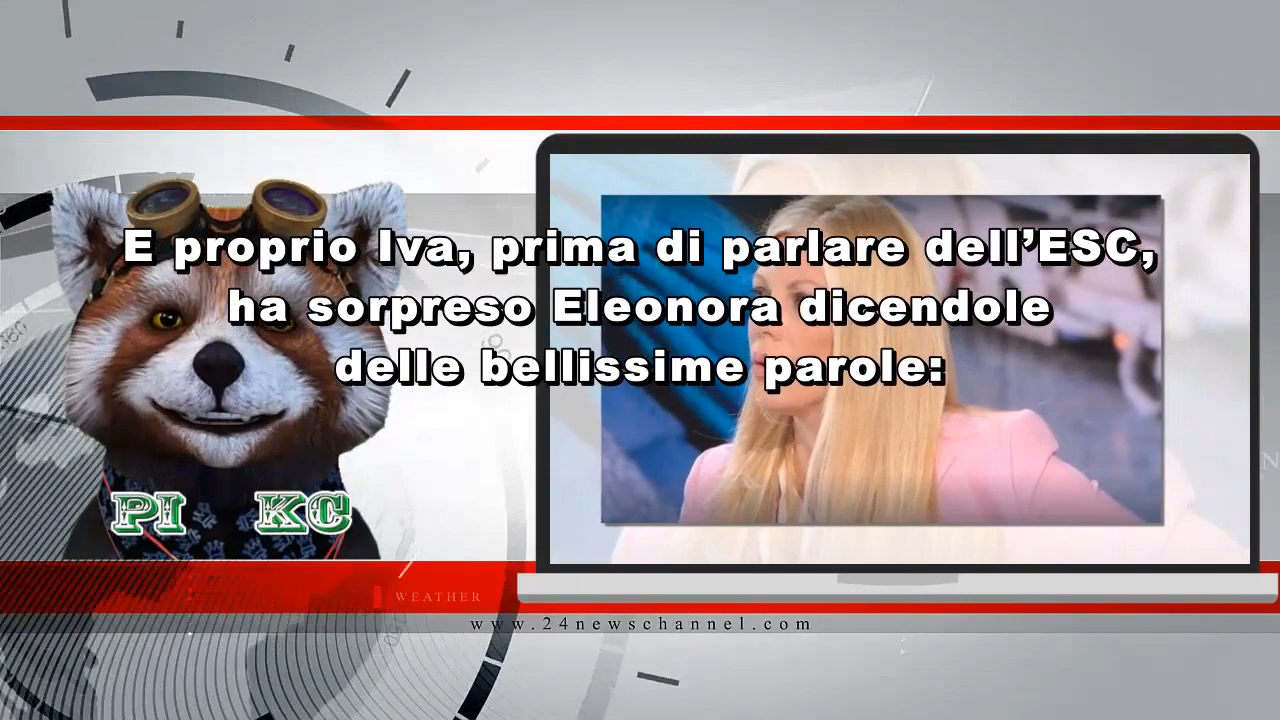 E proprio Iva, prima di parlare dell’ESC,
ha sorpreso Eleonora dicendole
delle bellissime parole:
PI KC
WEATHER
www.24newschannel.com